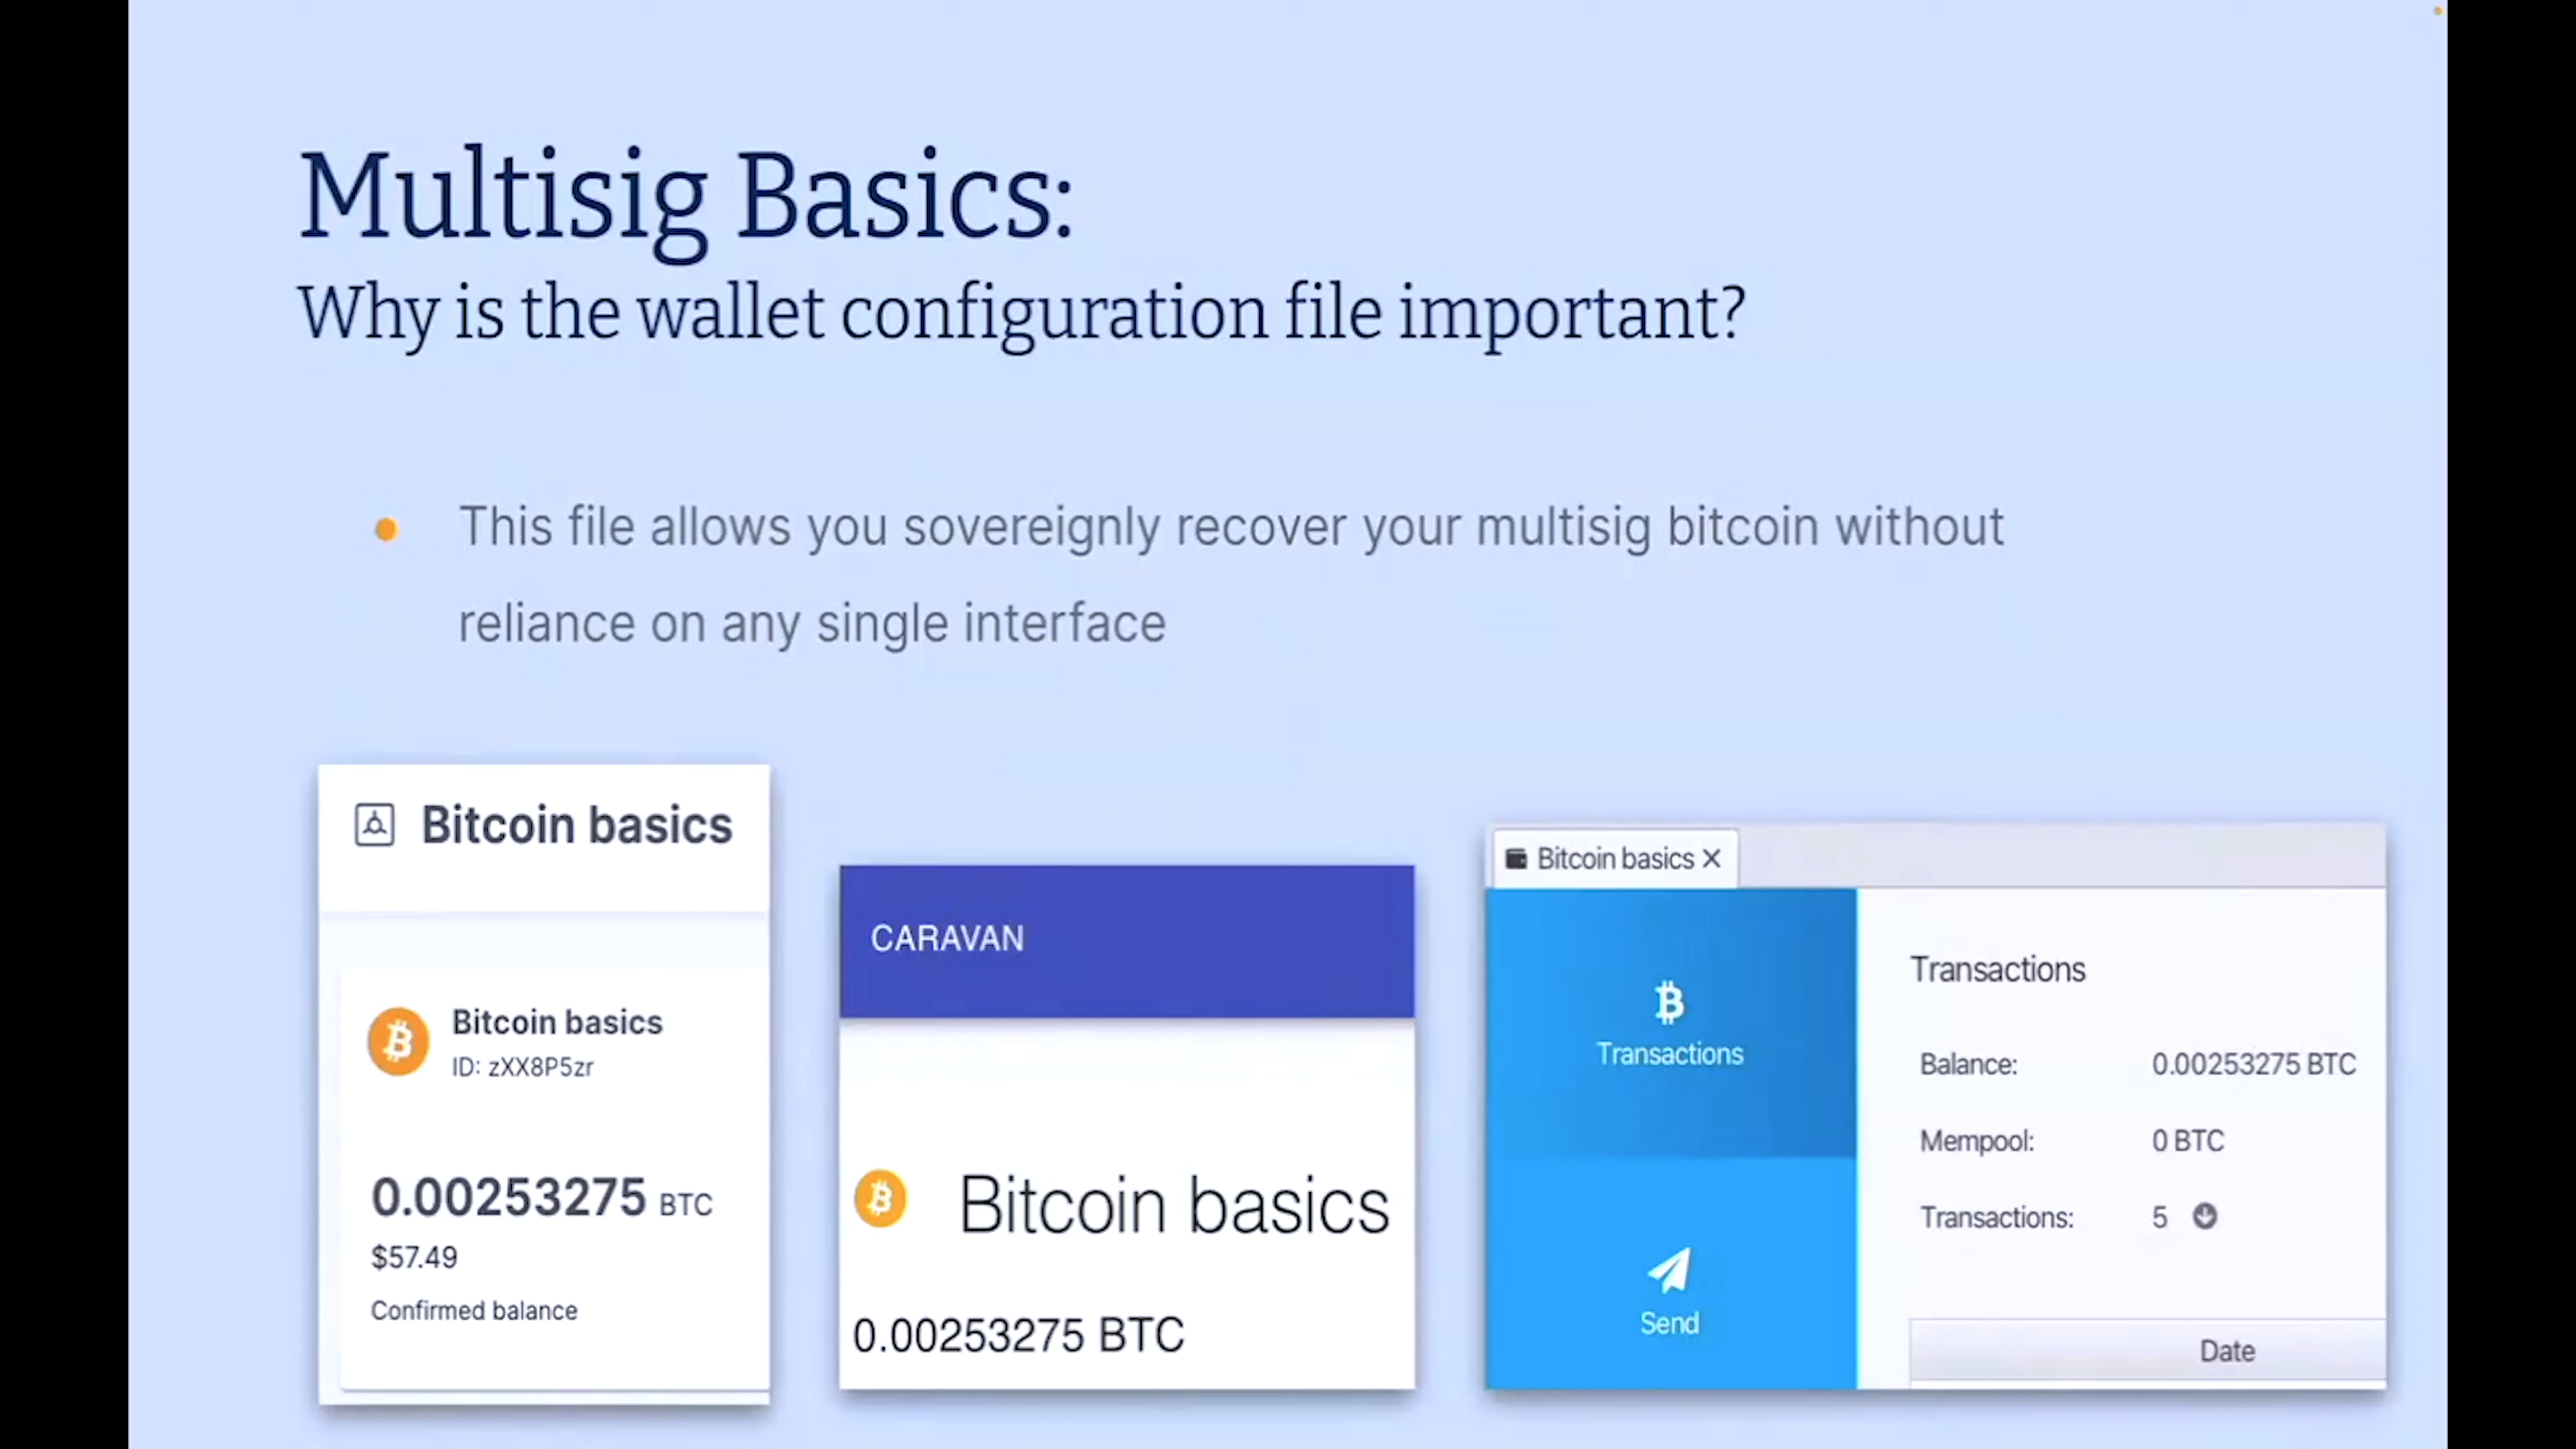 Multisig Basics:
Why is the wallet configuration file important?
This file allows you sovereignly recover your multisig bitcoin without
reliance on any single interface
Bitcoin basics
Bitcoin basics
ID: zXX8P5zr
0.00253275 BTC
$57.49
Confirmed balance
CARAVAN
Bitcoin basics
0.00253275 BTC
Bitcoin basics
Transactions
Send
Transactions
Balance: 0.00253275 BTC
Mempool: 0 BTC
Transactions: 5
Date